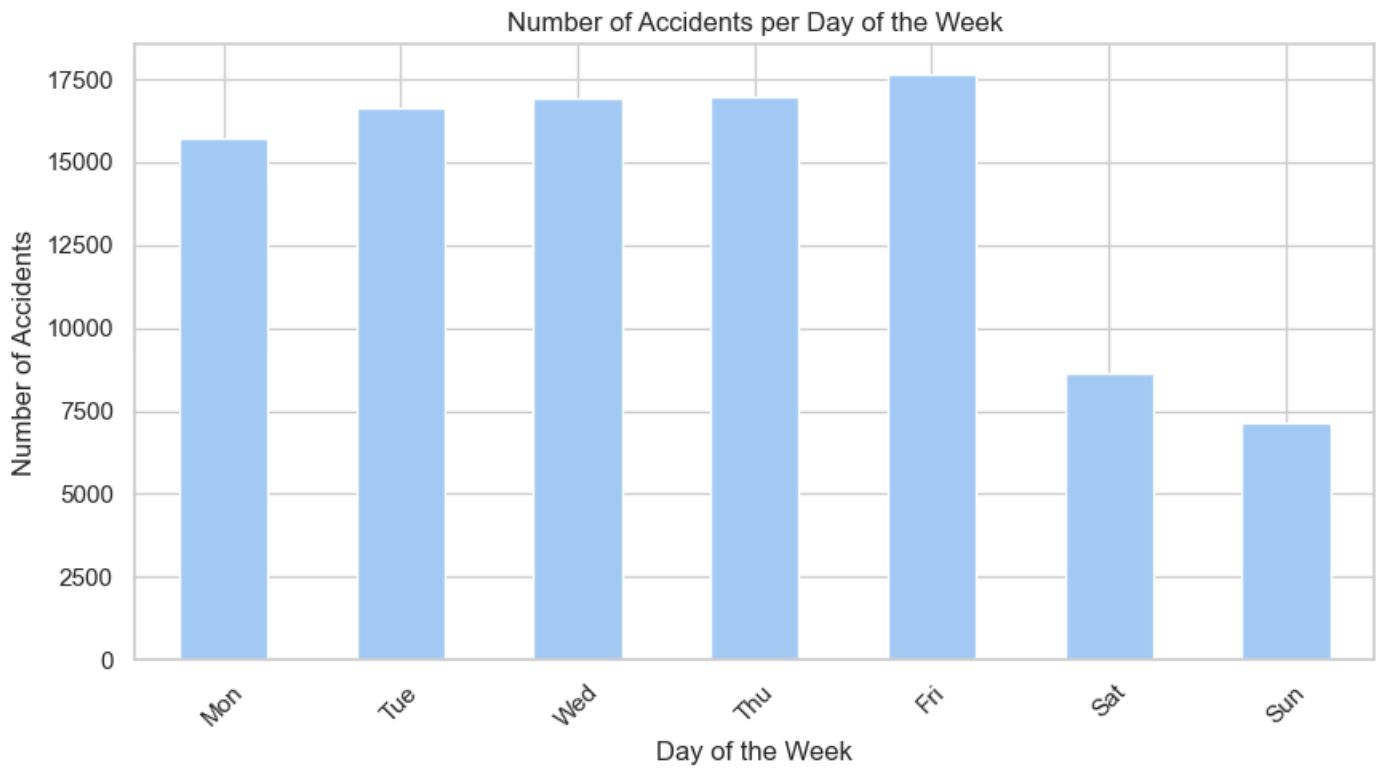 Number of Accidents per Day of the Week
Number of Accidents
17500
15000
12500
10000
7500
5000
2500
0
Mon
Tue
Wed
Thu
Fri
Sat
Sun
Day of the Week